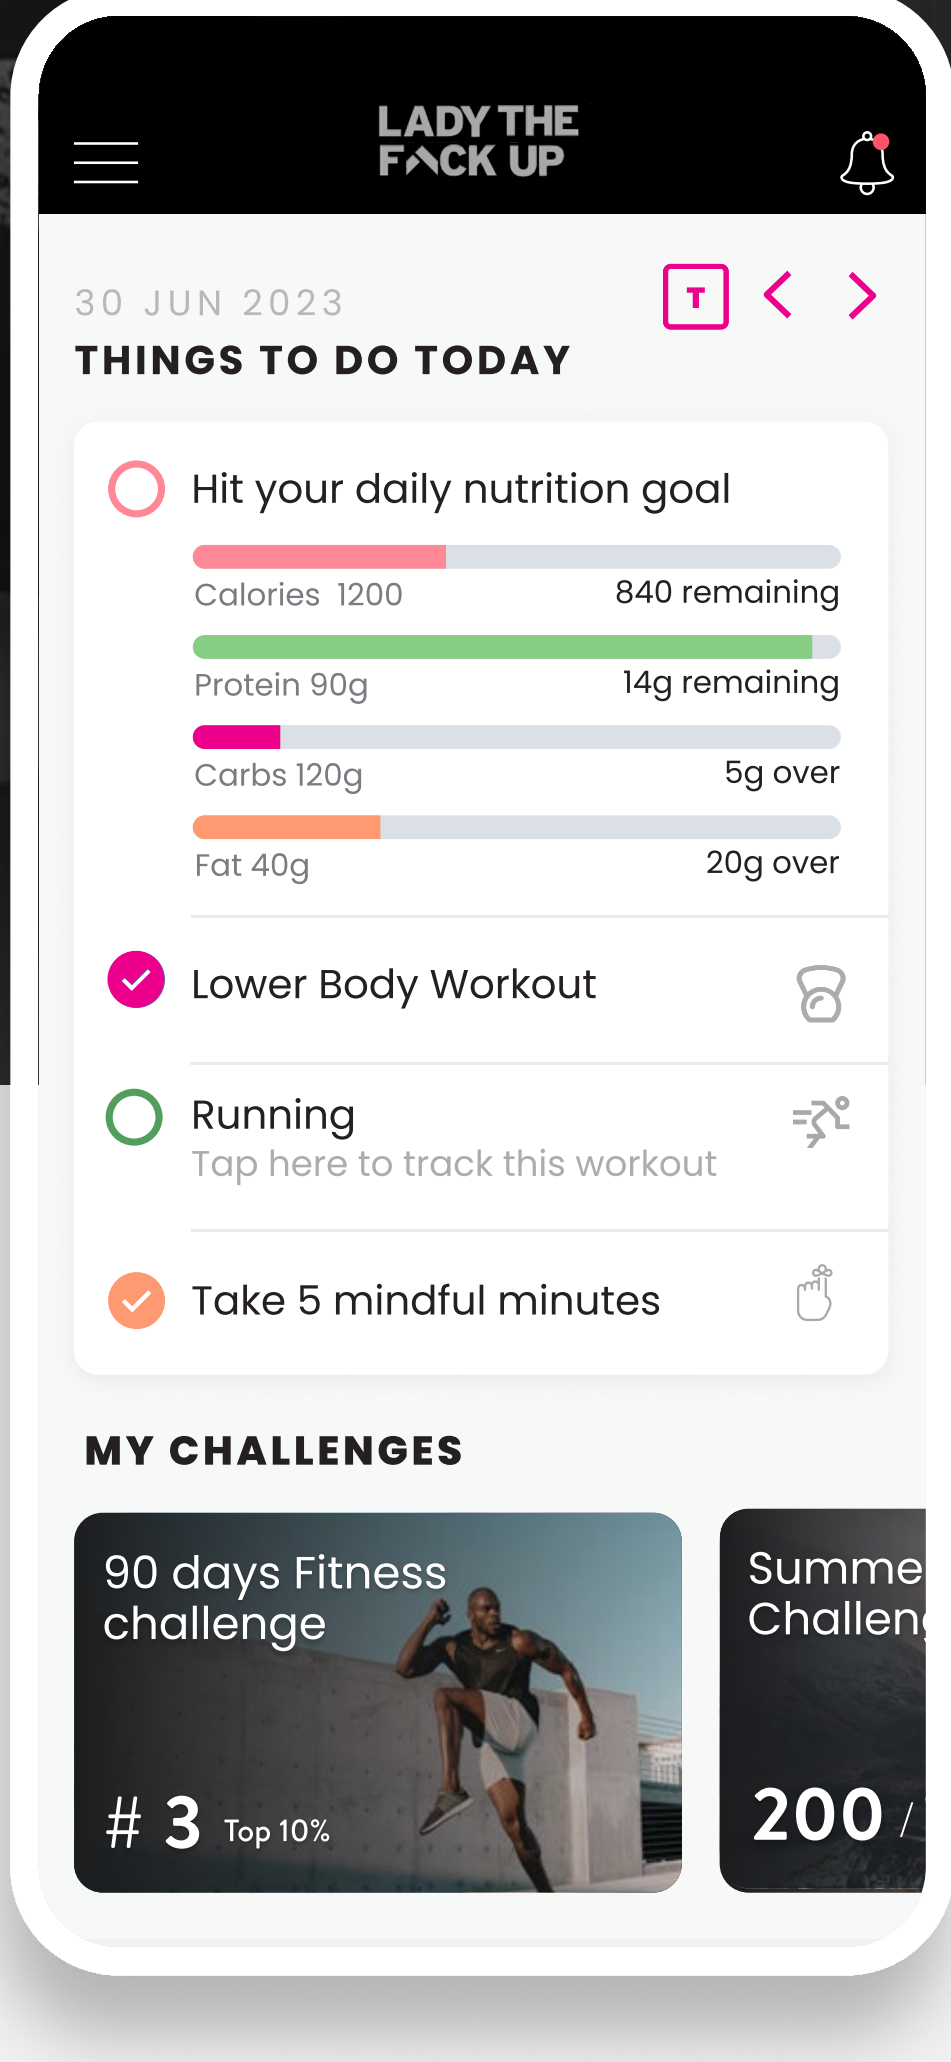 LADY THE
F^CK UP
30 JUN 2023
T
THINGS TO DO TODAY
Hit your daily nutrition goal
Calories 1200
840 remaining
Protein 90g
14g remaining
Carbs 120g
5g over
Fat 40g
20g over
Lower Body Workout
Running
Tap here to track this workout
Take 5 mindful minutes
MY CHALLENGES
90 days Fitness
challenge
# 3 Top 10%
Summe
Challeng
200 /